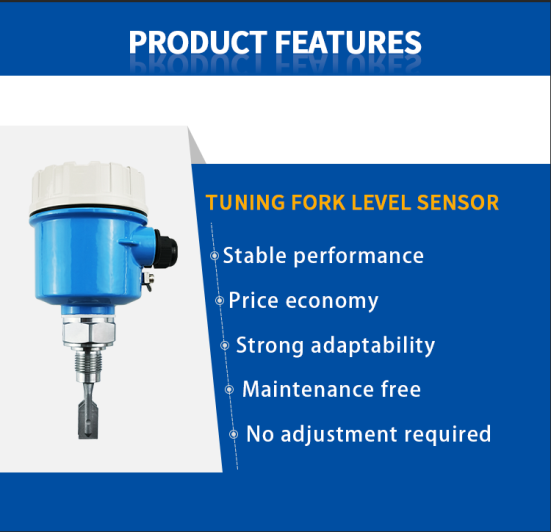 PRODUCT FEATURES
TUNING FORK LEVEL SENSOR
Stable performance
Price economy
Strong adaptability
Maintenance free
No adjustment required